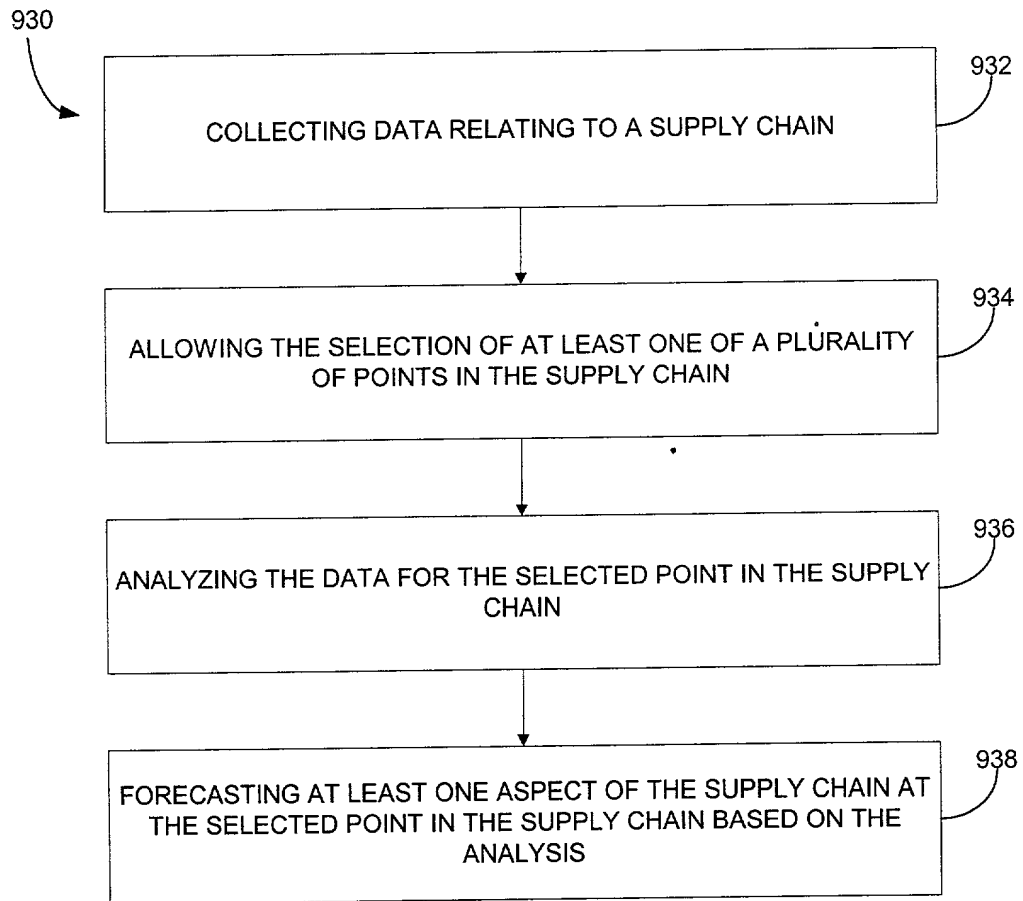 930
932
COLLECTING DATA RELATING TO A SUPPLY CHAIN
934
ALLOWING THE SELECTION OF AT LEAST ONE OF A PLURALITY
OF POINTS IN THE SUPPLY CHAIN
936
ANALYZING THE DATA FOR THE SELECTED POINT IN THE SUPPLY
CHAIN
938
FORECASTING AT LEAST ONE ASPECT OF THE SUPPLY CHAIN AT
THE SELECTED POINT IN THE SUPPLY CHAIN BASED ON THE
ANALYSIS